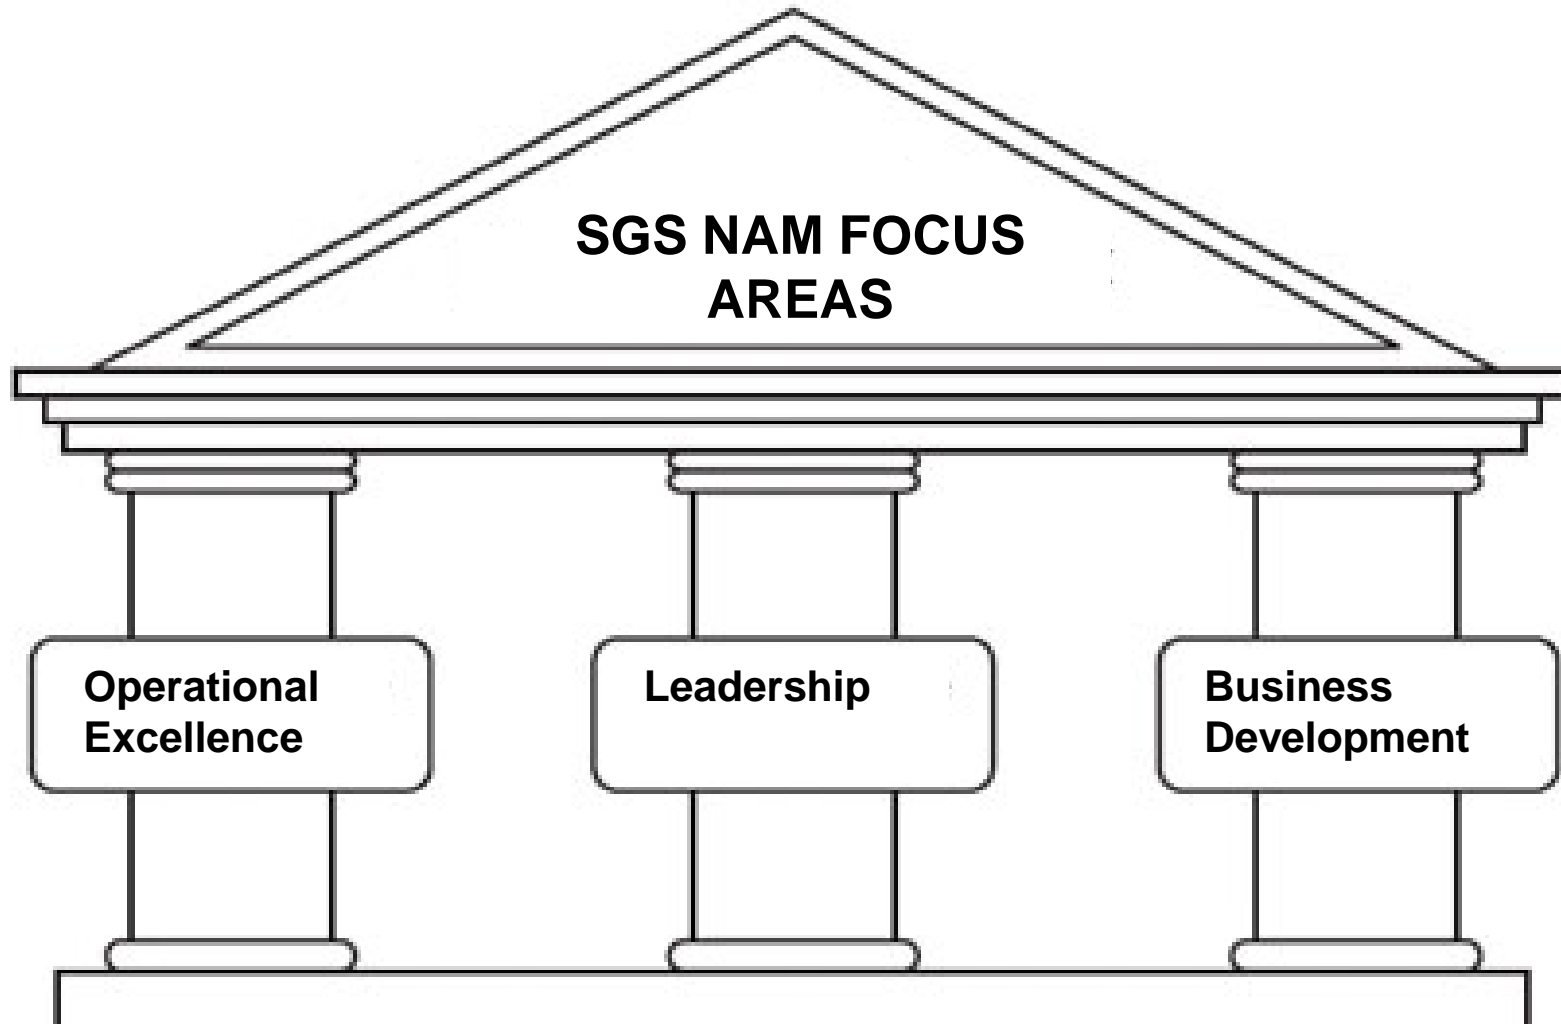 SGS NAM FOCUS
AREAS
Operational
Excellence
Leadership
Business
Development